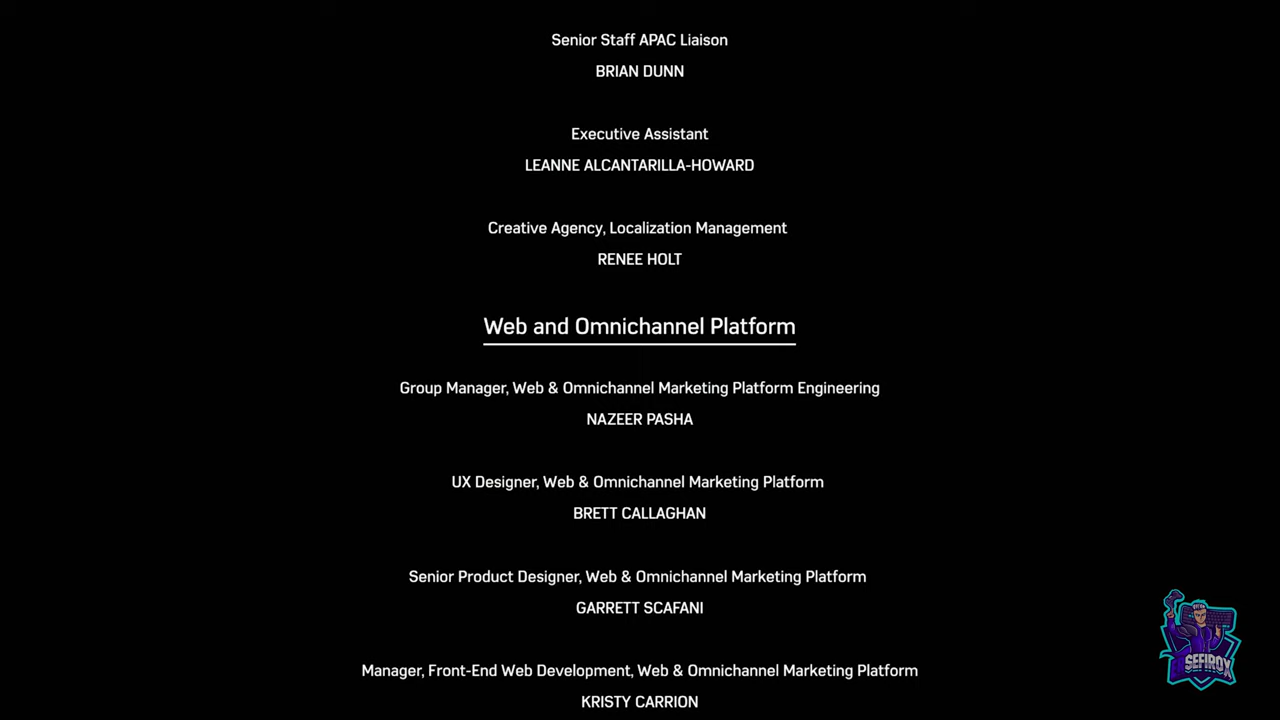 Senior Staff APAC Liaison
BRIAN DUNN
Executive Assistant
LEANNE ALCANTARILLA-HOWARD
Creative Agency, Localization Management
RENEE HOLT
Web and Omnichannel Platform
Group Manager, Web & Omnichannel Marketing Platform Engineering
NAZEER PASHA
UX Designer, Web & Omnichannel Marketing Platform
BRETT CALLAGHAN
Senior Product Designer, Web & Omnichannel Marketing Platform
GARRETT SCAFANI
Manager, Front-End Web Development, Web & Omnichannel Marketing Platform
KRISTY CARRION
SEFIROX